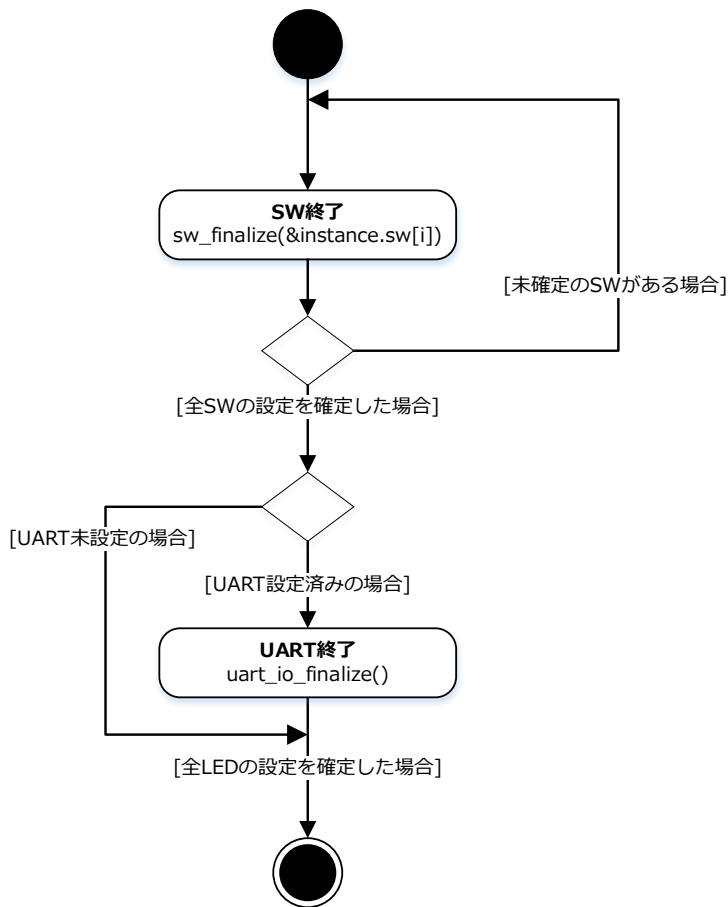 SW終了
sw_finalize(&instance.sw[i])
[未確定のSWがある場合]
[全SWの設定を確定した場合]
[UART未設定の場合]
[UART設定済みの場合]
UART終了
uart_io_finalize()
[全LEDの設定を確定した場合]